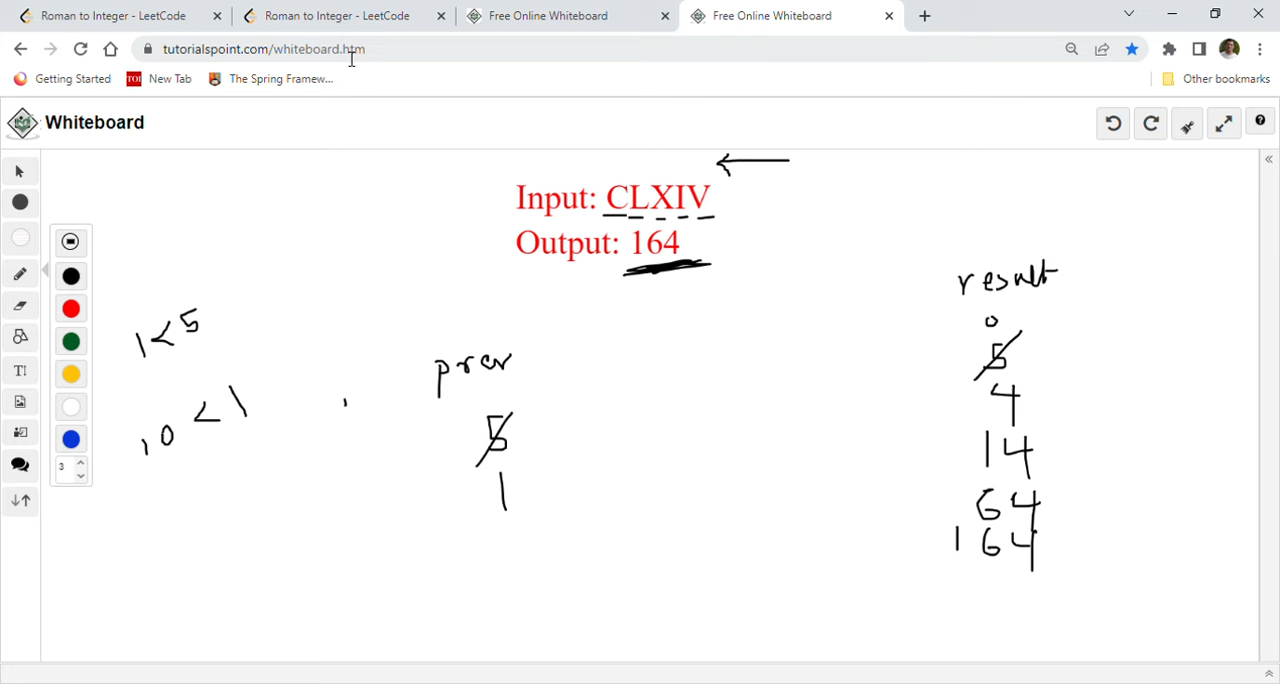 Roman to Integer - LeetCode
Roman to Integer - LeetCode
Free Online Whiteboard
Free Online Whiteboard
tutorialspoint.com/whiteboard.htm
Getting Started
TOI New Tab
The Spring Framew...
Other bookmarks
Whiteboard
Input: CLXIV
Output: 164
result
0
5
4
14
64
164
1 < 5
10 < 1
prev
5
1
3